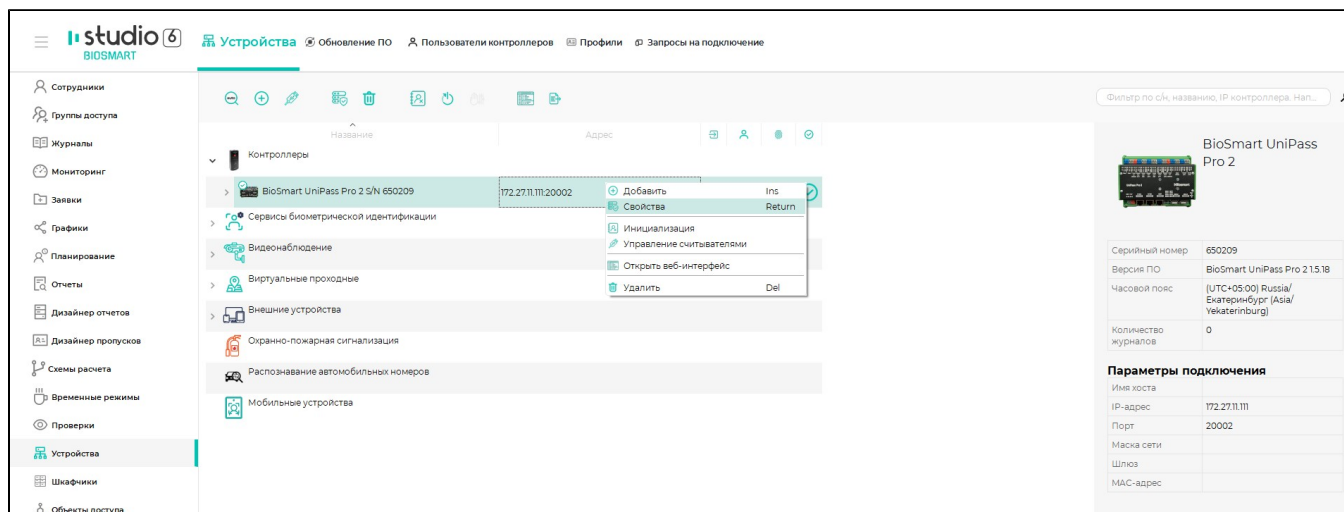 studio 6
BIOSMART
Устройства
Обновление ПО
Пользователи контроллеров
Профили
Запросы на подключение
Сотрудники
Группы доступа
Журналы
Мониторинг
Заявки
Графики
Планирование
Отчеты
Дизайнер отчетов
Дизайнер пропусков
Схемы расчета
Временные режимы
Проверки
Устройства
Шкафчики
Объекты доступа
Фильтр по с/н, названию, IP контроллера. Нап...
Название
Адрес
Контроллеры
BioSmart UniPass Pro 2 S/N 650209
172.27.11.111:20002
Сервисы биометрической идентификации
Видеонаблюдение
Виртуальные проходные
Внешние устройства
Охранно-пожарная сигнализация
Распознавание автомобильных номеров
Мобильные устройства
Добавить Ins
Свойства Return
Инициализация
Управление считывателями
Открыть веб-интерфейс
Удалить Del
BioSmart UniPass
Pro 2
Серийный номер 650209
Версия ПО BioSmart UniPass Pro 2 1.5.18
Часовой пояс (UTC+05:00) Russia/
Екатеринбург (Asia/
Yekaterinburg)
Количество 0
журналов
Параметры подключения
Имя хоста
IP-адрес 172.27.11.111
Порт 20002
Маска сети
Шлюз
MAC-адрес